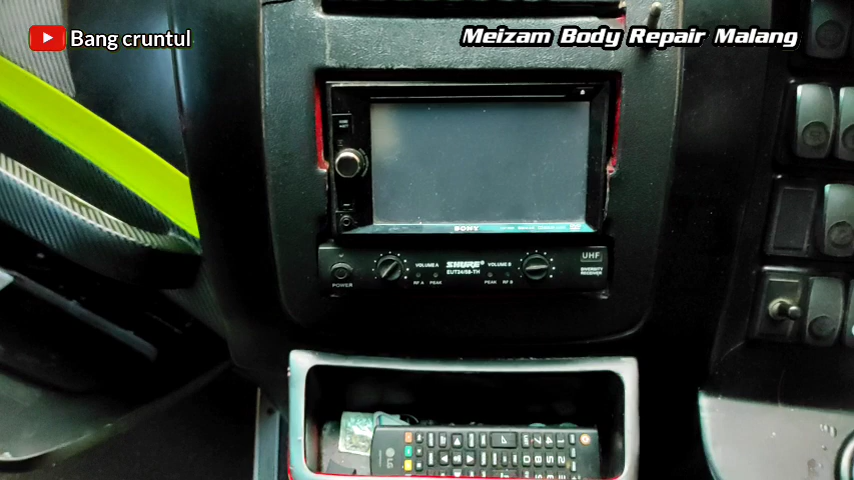 Bang cruntul
Meizam Body Repair Malang
SONY
SHURE
EUT24/58-TH
VOLUME A
VOLUME B
UHF
DIVERSITY
RECEIVER
POWER
RF A PEAK
PEAK RF B
LG